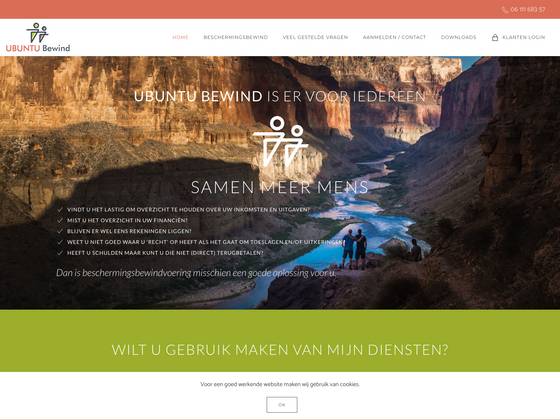 06 111 683 57
UBUNTU Bewind
HOME
BESCHERMINGSBEWIND
VEEL GESTELDE VRAGEN
AANMELDEN / CONTACT
DOWNLOADS
KLANTEN LOGIN
UBUNTU BEWIND IS ER VOOR IEDEREEN
SAMEN MEER MENS
VINDT U HET LASTIG OM OVERZICHT TE HOUDEN OVER UW INKOMSTEN EN UITGAVEN?
MIST U HET OVERZICHT IN UW FINANCIËN?
BLIJVEN ER WEL EENS REKENINGEN LIGGEN?
WEET U NIET GOED WAAR U 'RECHT' OP HEEFT ALS HET GAAT OM TOESLAGEN EN/OF UITKERINGEN?
HEEFT U SCHULDEN MAAR KUNT U DIE NIET (DIRECT) TERUGBETALEN?
Dan is beschermingsbewindvoering misschien een goede oplossing voor u.
WILT U GEBRUIK MAKEN VAN MIJN DIENSTEN?
Voor een goed werkende website maken wij gebruik van cookies.
OK